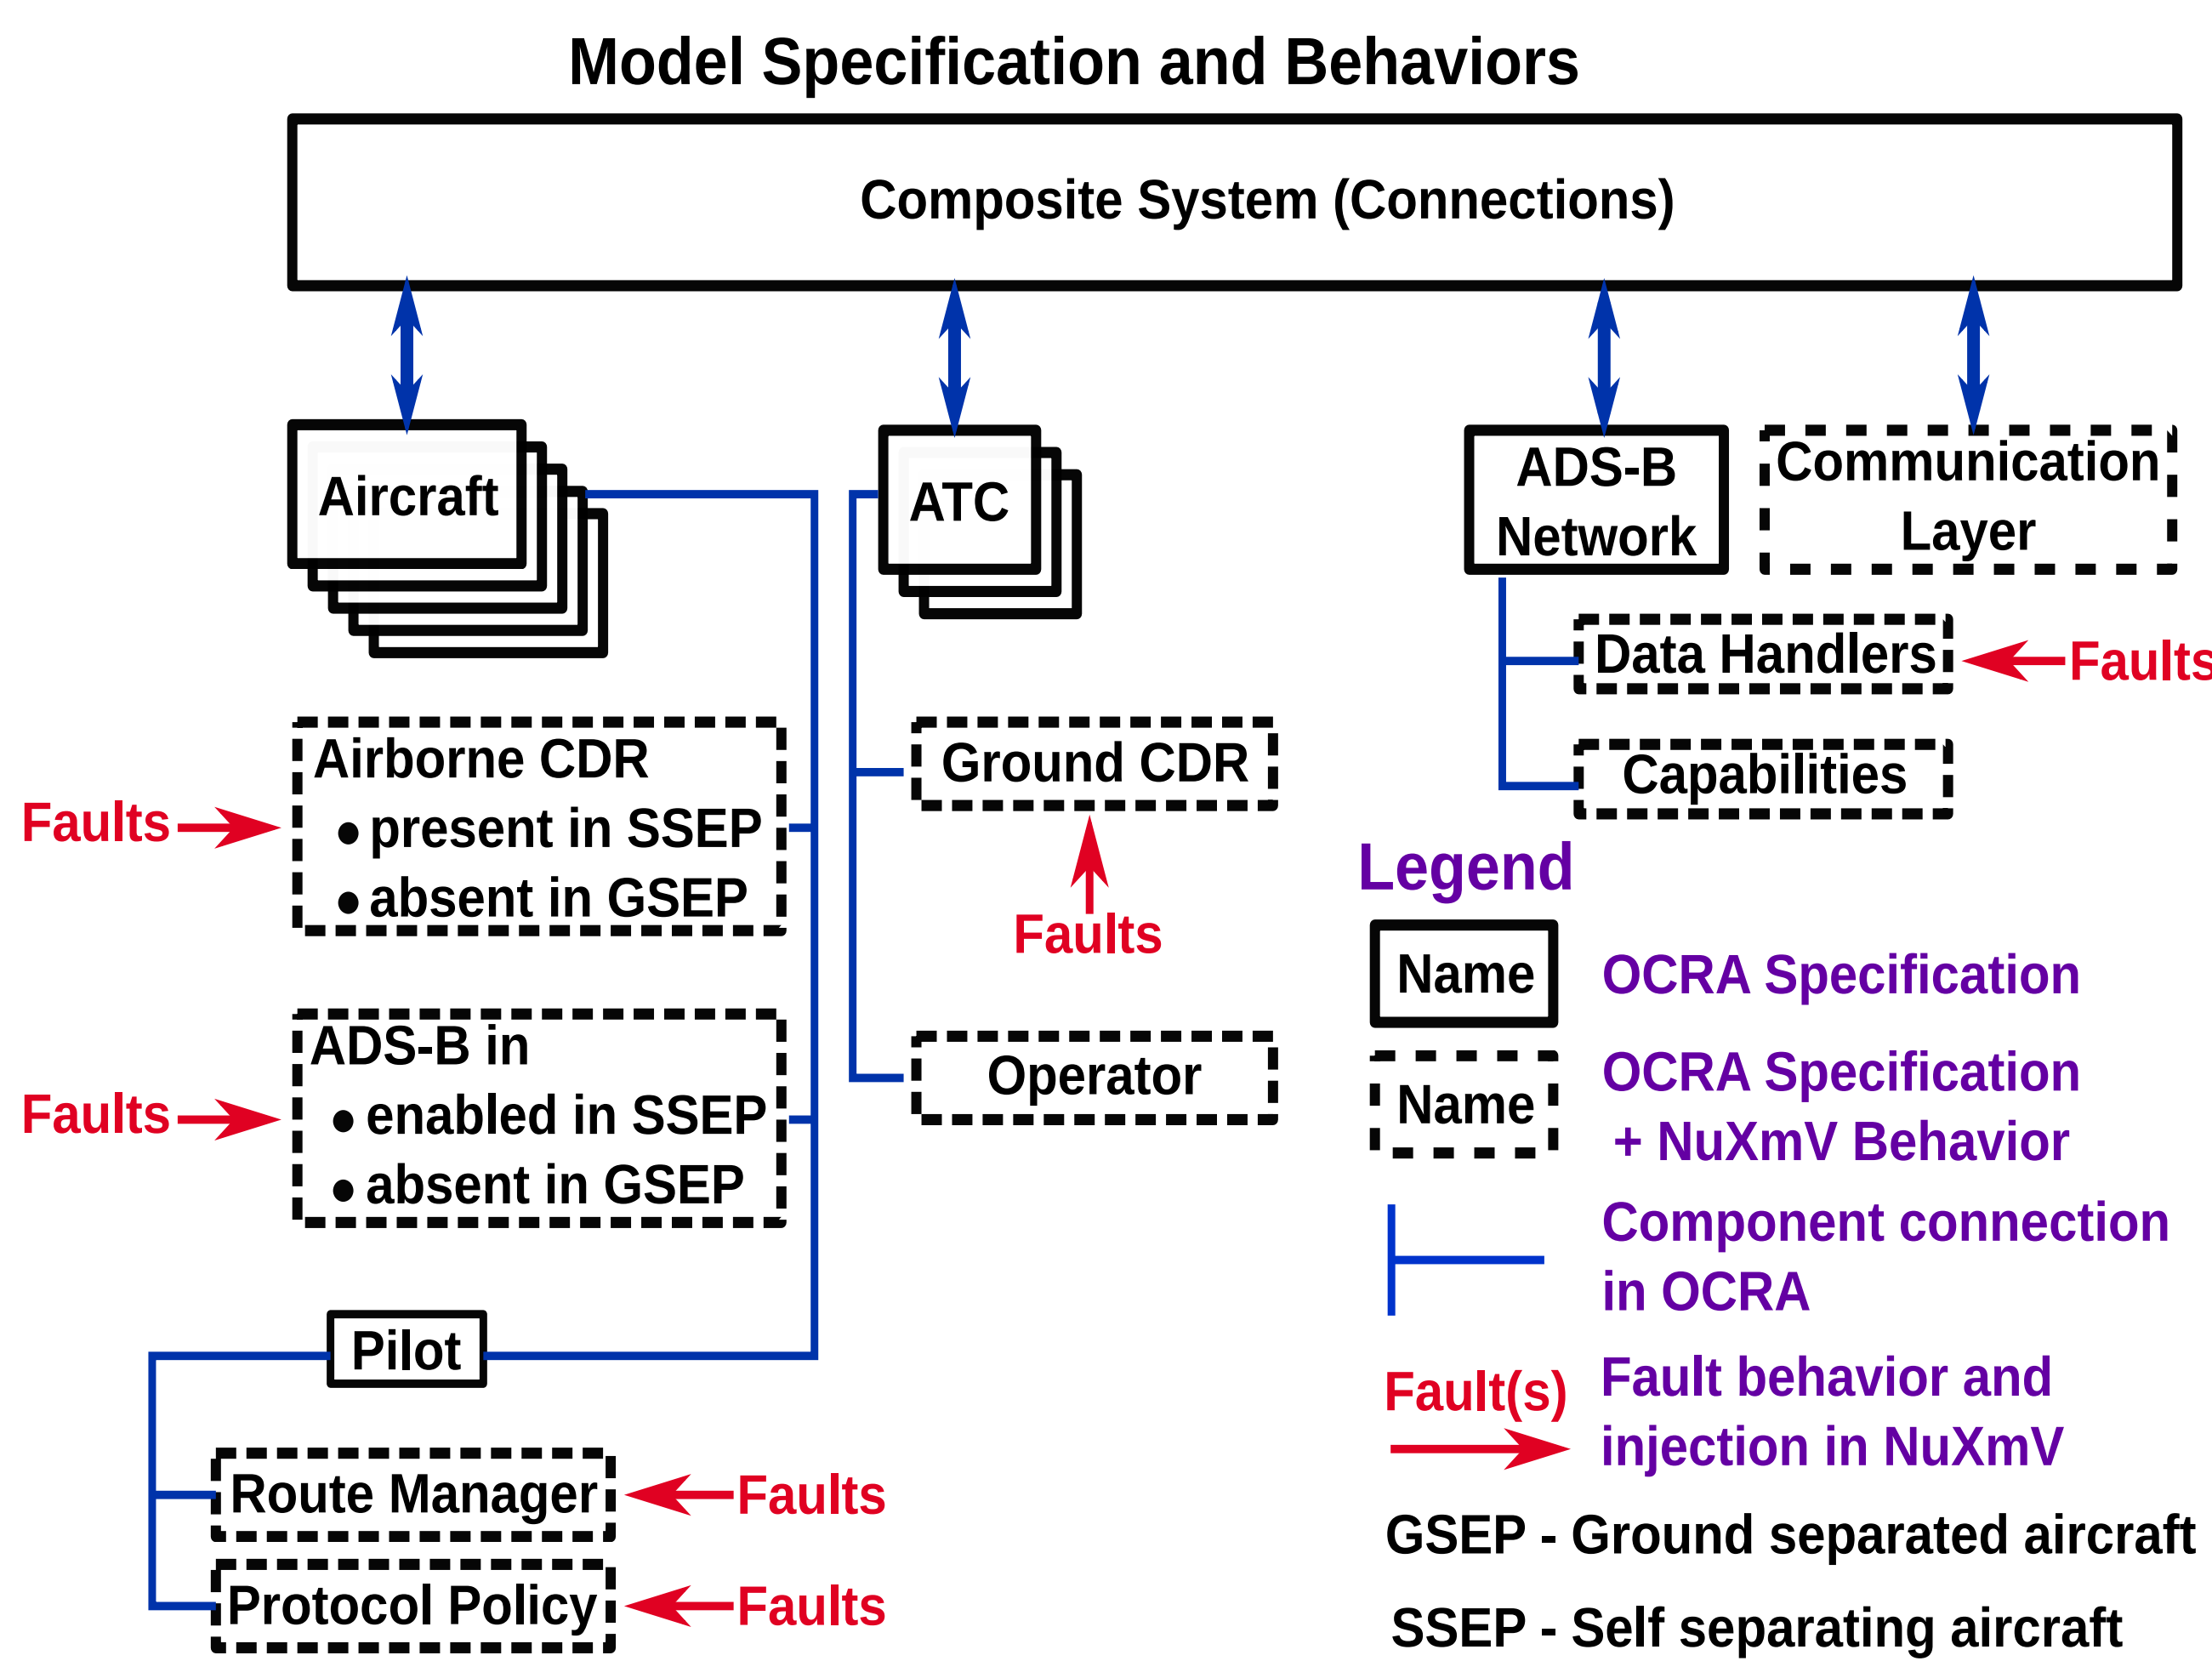 Model Specification and Behaviors
Composite System (Connections)
Aircraft
ATC
ADS-B
Network
Communication
Layer
Data Handlers
Faults
Capabilities
Airborne CDR
• present in SSEP
• absent in GSEP
Faults
Ground CDR
Faults
ADS-B in
• enabled in SSEP
• absent in GSEP
Faults
Operator
Pilot
Route Manager
Faults
Protocol Policy
Faults
Legend
Name
OCRA Specification
Name
OCRA Specification
+ NuXmV Behavior
Component connection
in OCRA
Fault(s)
Fault behavior and
injection in NuXmV
GSEP - Ground separated aircraft
SSEP - Self separating aircraft